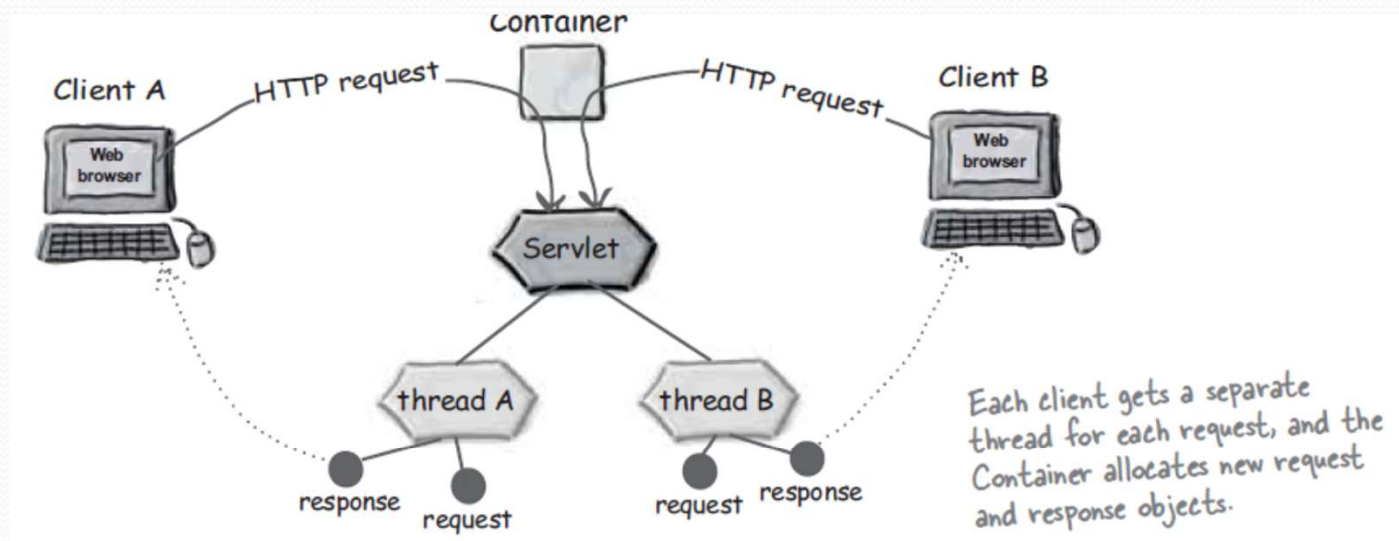 Container
Client A
HTTP request
HTTP request
Client B
Web
browser
Web
browser
Servlet
thread A
thread B
response
request
request
response
Each client gets a separate
thread for each request, and the
Container allocates new request
and response objects.